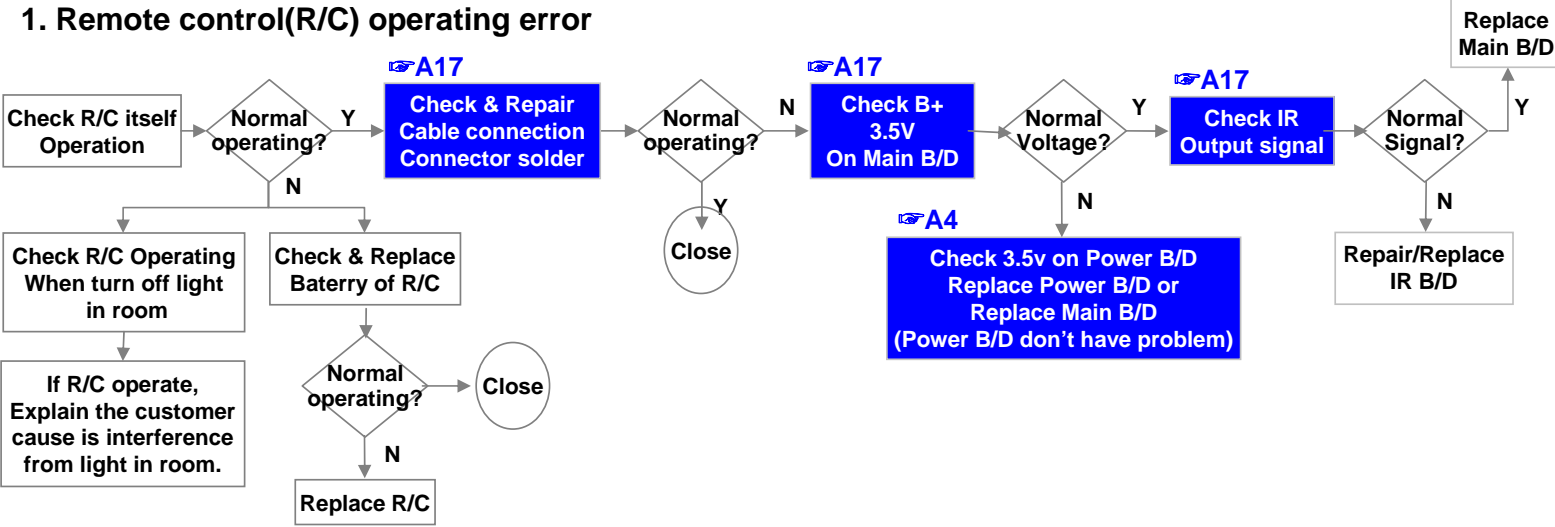 1. Remote control(R/C) operating error
Replace
Main B/D
☞A17
☞A17
☞A17
Check R/C itself
Operation
Normal
operating?
Y
Check & Repair
Cable connection
Connector solder
Normal
operating?
N
Check B+
3.5V
On Main B/D
Normal
Voltage?
Y
Check IR
Output signal
Normal
Signal?
Y
N
Y
N
N
☞A4
Check R/C Operating
When turn off light
in room
Check & Replace
Baterry of R/C
Close
Check 3.5v on Power B/D
Replace Power B/D or
Replace Main B/D
(Power B/D don't have problem)
Repair/Replace
IR B/D
If R/C operate,
Explain the customer
cause is interference
from light in room.
Normal
operating?
Close
N
Replace R/C